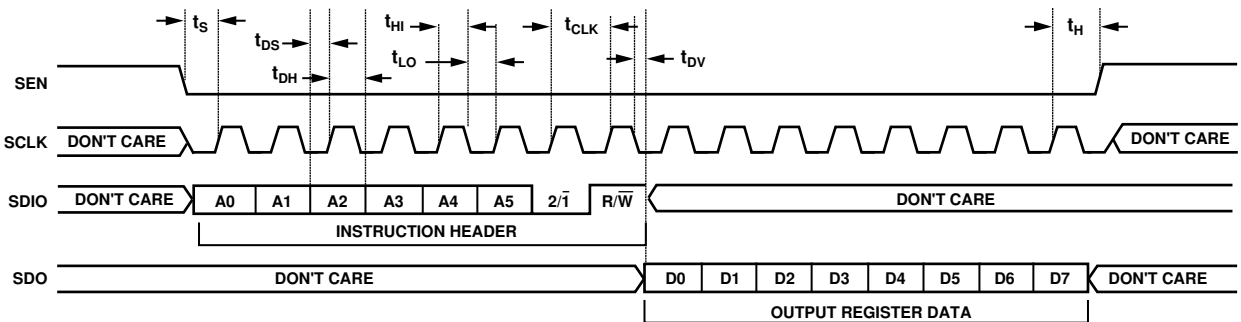 tS
tDS
tDH
tHI
tLO
tCLK
tDV
tH
SEN
SCLK DON'T CARE DON'T CARE
SDIO DON'T CARE A0 A1 A2 A3 A4 A5 2/1̅ R/W̅ DON'T CARE
INSTRUCTION HEADER
SDO DON'T CARE D0 D1 D2 D3 D4 D5 D6 D7 DON'T CARE
OUTPUT REGISTER DATA